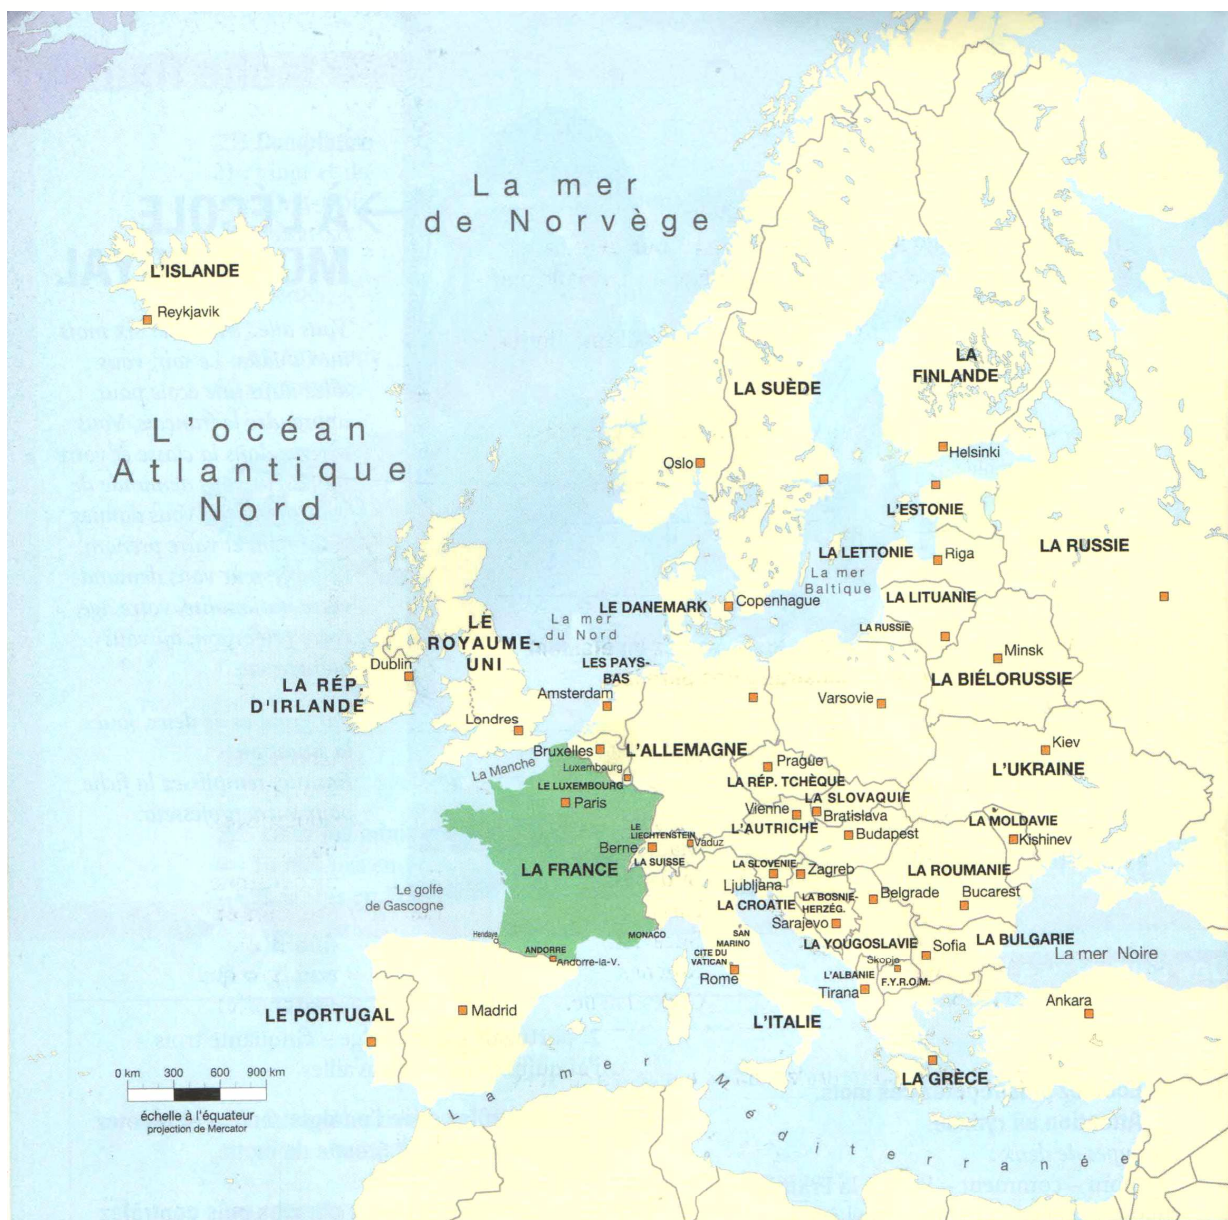 La mer
de Norvège
L'ISLANDE
Reykjavik
L'océan
Atlantique
Nord
À L'ÉCOLE
LA SUÈDE
LA
FINLANDE
Oslo
Helsinki
L'ESTONIE
LA LETTONIE
Riga
LA RUSSIE
La mer
Baltique
LA LITUANIE
LE DANEMARK
Copenhague
LA RUSSIE
LE
ROYAUME-
UNI
La mer
du Nord
Dublin
LA RÉP.
D'IRLANDE
LES PAYS-
BAS
Amsterdam
Minsk
LA BIÉLORUSSIE
Varsovie
Londres
Bruxelles
L'ALLEMAGNE
Kiev
L'UKRAINE
La Manche
Luxembourg
LE LUXEMBOURG
Prague
LA RÉP. TCHÈQUE
LA SLOVAQUIE
Paris
Vienne
Bratislava
L'AUTRICHE
Budapest
LA MOLDAVIE
Kishinev
LE
LIECHTENSTEIN
Vaduz
Berne
LA SUISSE
LA FRANCE
LA SLOVÉNIE
Ljubljana
Zagreb
LA ROUMANIE
Le golfe
de Gascogne
LA CROATIE
LA BOSNIE-
HERZÉG.
Belgrade
Bucarest
Sarajevo
Hendaye
MONACO
SAN
MARINO
LA YOUGOSLAVIE
Sofia
LA BULGARIE
La mer Noire
ANDORRE
Andorre-la-V.
CITE DU
VATICAN
Rome
Skopje
L'ALBANIE
F.Y.R.O.M.
Tirana
Ankara
LE PORTUGAL
Madrid
L'ITALIE
LA GRÈCE
0 km 300 600 900 km
échelle à l'équateur
projection de Mercator
La mer Méditerranée